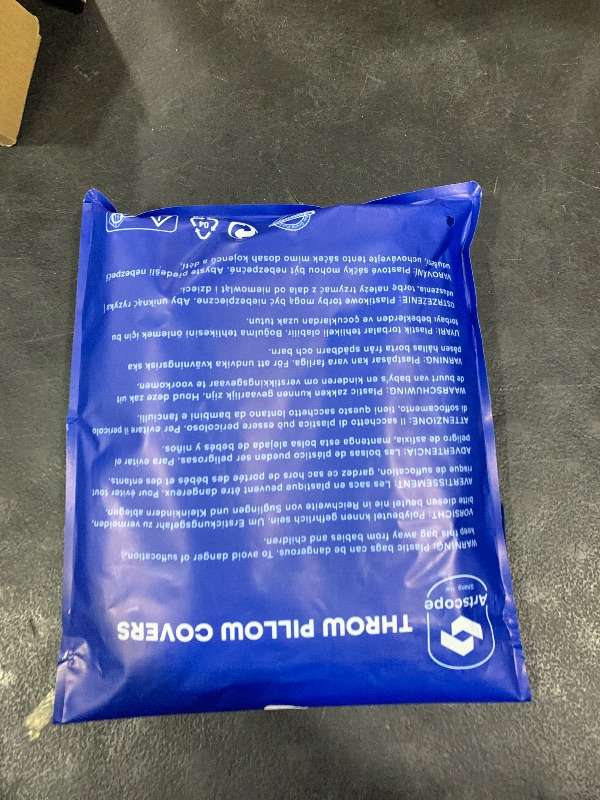 Artscope
Shang Hai
THROW PILLOW COVERS
WARNING: Plastic bags can be dangerous. To avoid danger of suffocation,
keep this bag away from babies and children.
VORSICHT: Polybeutel knnen gefhrlich sein. Um Erstickungsgefahr zu vermeiden,
bitte diesen beutel nie in Reichweite von Suglingen und Kleinkindern ablegen.
AVERTISSEMENT: Les sacs en plastique peuvent être dangereux. Pour éviter tout
risque de suffocation, gardez ce sac hors de portée des bébés et des enfants.
ADVERTENCIA: Las bolsas de plástico pueden ser peligrosas. Para evitar el
peligro de asfixia, mantenga esta bolsa alejada de bebés y niños.
ATTENZIONE: Il sacchetto di plastica può essere pericoloso. Per evitare il pericolo
di soffocamento, tieni questo sacchetto lontano da bambini e fanciulli.
WAARSCHUWING: Plastic zakken kunnen gevaarlijk zijn. Houd deze zak uit
de buurt van baby's en kinderen om verstikkingsgevaar te voorkomen.
WARNING: Plastpåsar kan vara farliga. För att undvika kvävningsrisk ska
påsen hållas borta från spädbarn och barn.
UYARI: Plastik torbalar tehlikeli olabilir. Boğulma tehlikesini önlemek için bu
torbayı bebeklerden ve çocuklardan uzak tutun.
OSTRZEŻENIE: Plastikowe torby mogą być niebezpieczne. Aby uniknąć ryzyka
uduszenia, torbę należy trzymać z dala od niemowląt i dzieci.
VAROVÁNÍ: Plastové sáčky mohou být nebezpečné. Abyste předešli nebezpečí
udušení, uchovávejte tento sáček mimo dosah kojenců a dětí.
04